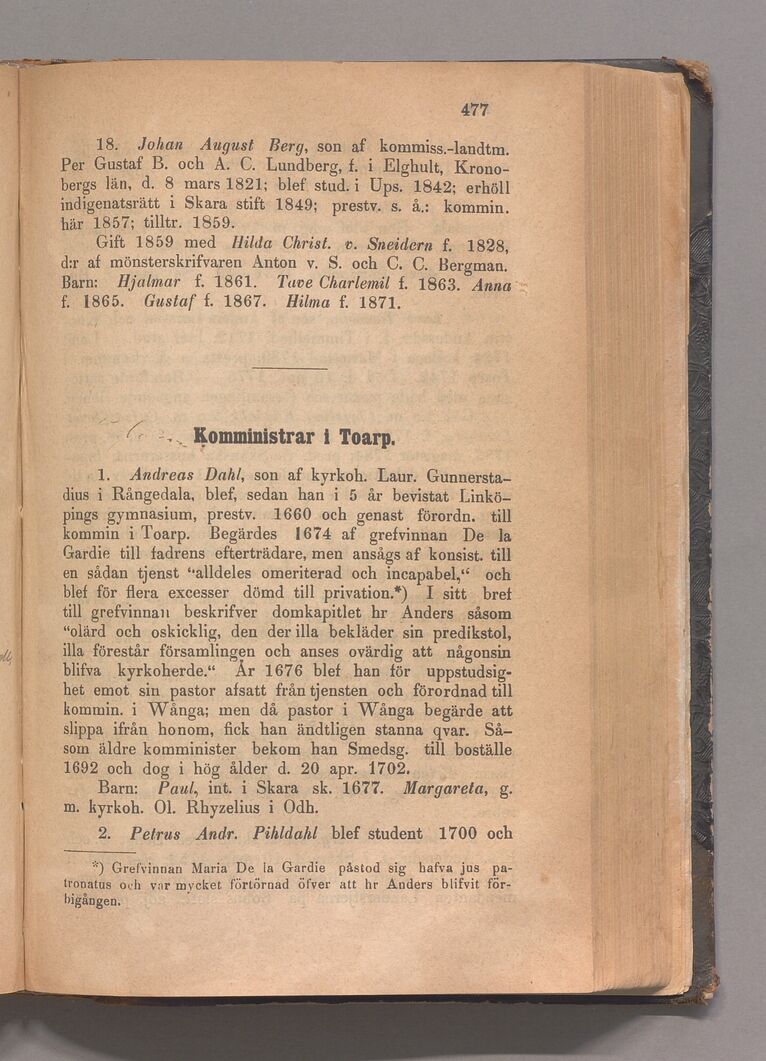 477
18. Johan August Berg, son af kommiss.-landtm.
Per Gustaf B. och A. C. Lundberg, f. i Elghult, Krono-
bergs län, d. 8 mars 1821; blef stud. i Ups. 1842; erhöll
indigenatsrätt i Skara stift 1849; prestv. s. å.: kommin.
här 1857; tilltr. 1859.
Gift 1859 med Hilda Christ. v. Sneidern f. 1828,
d:r af mönsterskrifvaren Anton v. S. och C. C. Bergman.
Barn: Hjalmar f. 1861. Tave Charlemil f. 1863. Anna
f. 1865. Gustaf f. 1867. Hilma f. 1871.
Komministrar i Toarp.
1. Andreas Dahl, son af kyrkoh. Laur. Gunnersta-
dius i Rångedala, blef, sedan han i 5 år bevistat Linkö-
pings gymnasium, prestv. 1660 och genast förordn. till
kommin i Toarp. Begärdes 1674 af grefvinnan De la
Gardie till fadrens efterträdare, men ansågs af konsist. till
en sådan tjenst “alldeles omeriterad och incapabel,“ och
blef för flera excesser dömd till privation.*) I sitt bref
till grefvinnan beskrifver domkapitlet hr Anders såsom
“olärd och oskicklig, den der illa bekläder sin predikstol,
illa förestår församlingen och anses ovärdig att någonsin
blifva kyrkoherde.“ År 1676 blef han för uppstudsig-
het emot sin pastor afsatt från tjensten och förordnad till
kommin. i Wånga; men då pastor i Wånga begärde att
slippa ifrån honom, fick han ändtligen stanna qvar. Så-
som äldre komminister bekom han Smedsg. till boställe
1692 och dog i hög ålder d. 20 apr. 1702.
Barn: Paul, int. i Skara sk. 1677. Margareta, g.
m. kyrkoh. Ol. Rhyzelius i Odh.
2. Petrus Andr. Pihldahl blef student 1700 och
*) Grefvinnan Maria De la Gardie påstod sig hafva jus pa-
tronatus och var mycket förtörnad öfver att hr Anders blifvit för-
bigången.